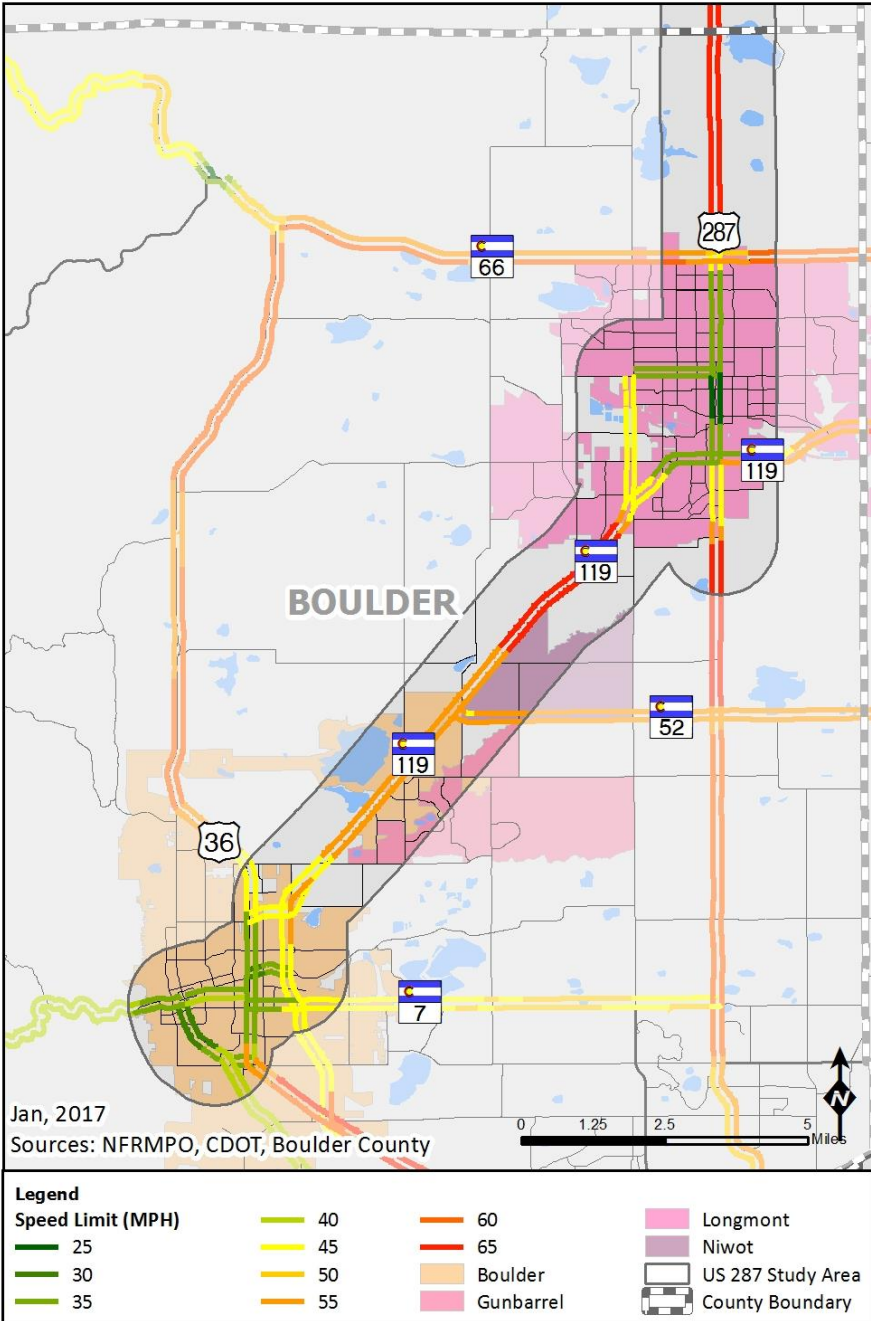 287
66
119
119
BOULDER
52
119
36
7
N
Jan, 2017
Sources: NFRMPO, CDOT, Boulder County
0 1.25 2.5 5
Miles
Legend
Speed Limit (MPH)
25
30
35
40
45
50
55
60
65
Boulder
Gunbarrel
Longmont
Niwot
US 287 Study Area
County Boundary